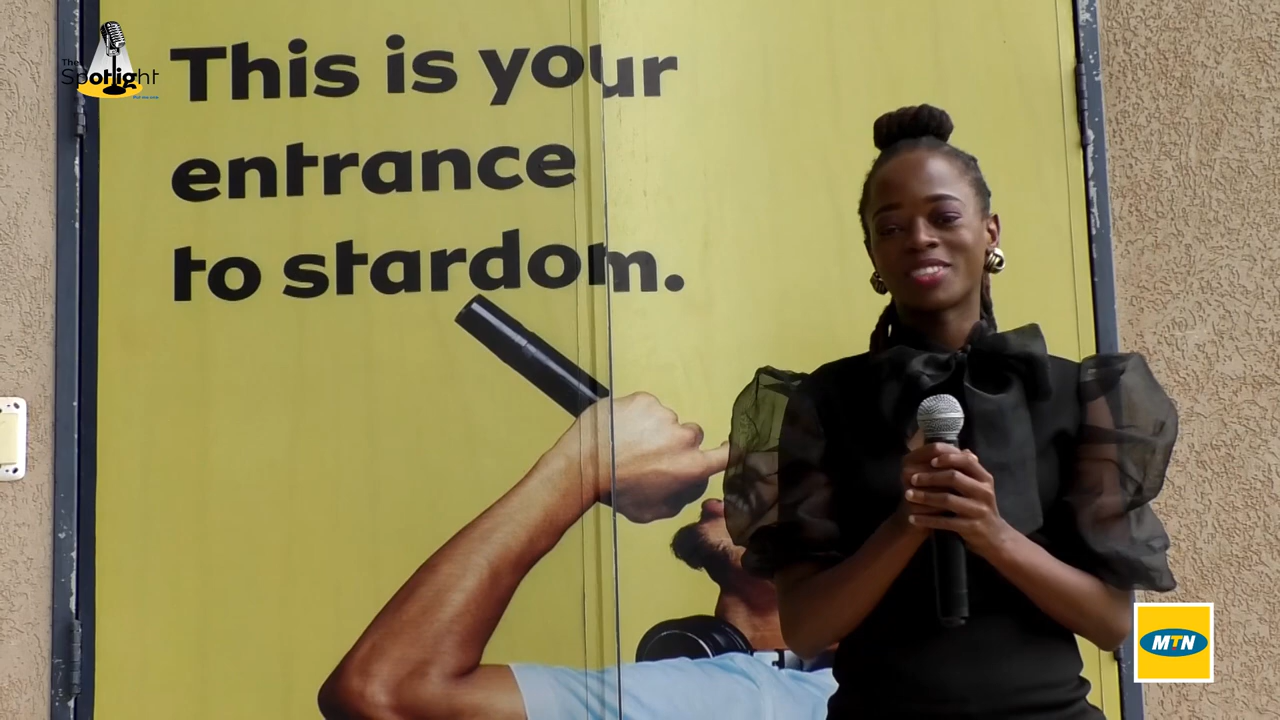 The
Spotlight
This is your
entrance
to stardom.
MTN